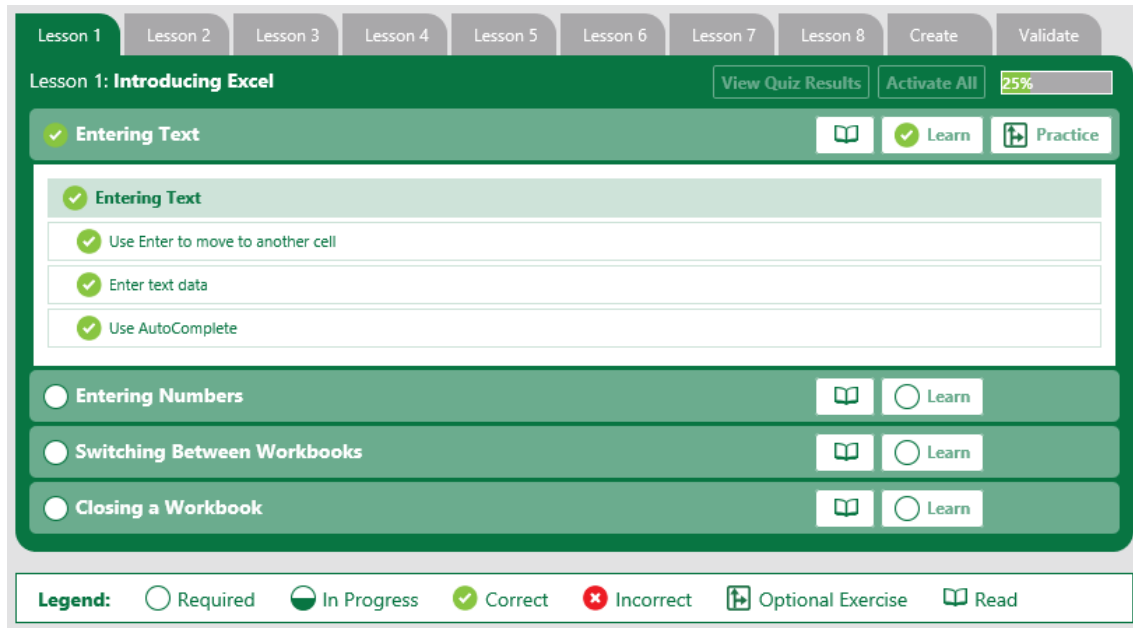 Lesson 1 Lesson 2 Lesson 3 Lesson 4 Lesson 5 Lesson 6 Lesson 7 Lesson 8 Create Validate
Lesson 1: Introducing Excel View Quiz Results Activate All 25%
Entering Text Learn Practice
Entering Text
Use Enter to move to another cell
Enter text data
Use AutoComplete
Entering Numbers Learn
Switching Between Workbooks Learn
Closing a Workbook Learn
Legend: Required In Progress Correct Incorrect Optional Exercise Read